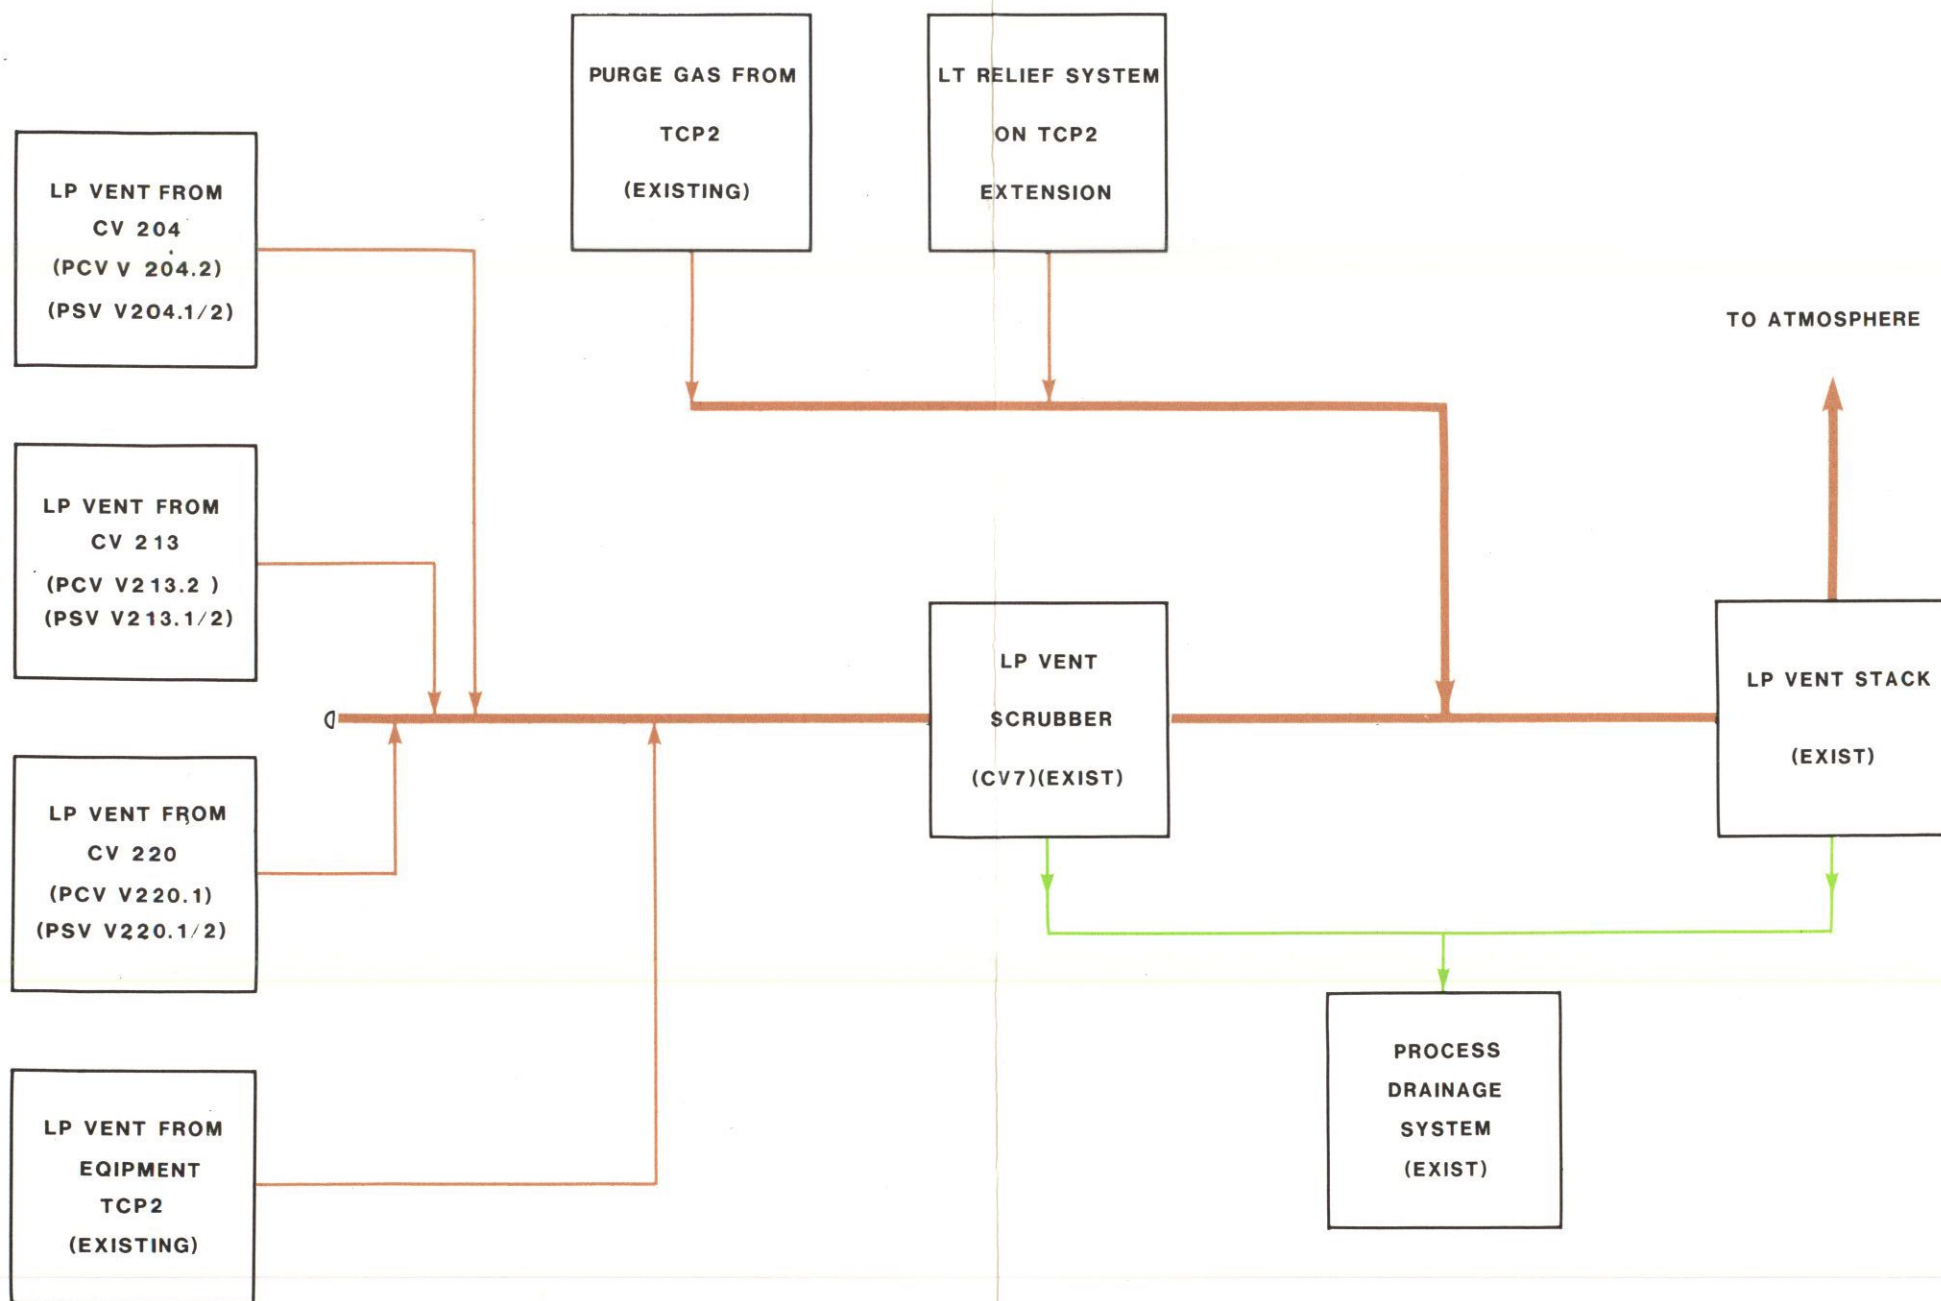 PURGE GAS FROM
TCP2
(EXISTING)
LT RELIEF SYSTEM
ON TCP2
EXTENSION
LP VENT FROM
CV 204
(PCV V 204.2)
(PSV V204.1/2)
TO ATMOSPHERE
LP VENT FROM
CV 213
(PCV V213.2 )
(PSV V213.1/2)
LP VENT
SCRUBBER
(CV7)(EXIST)
LP VENT STACK
(EXIST)
LP VENT FROM
CV 220
(PCV V220.1)
(PSV V220.1/2)
LP VENT FROM
EQIPMENT
TCP2
(EXISTING)
PROCESS
DRAINAGE
SYSTEM
(EXIST)